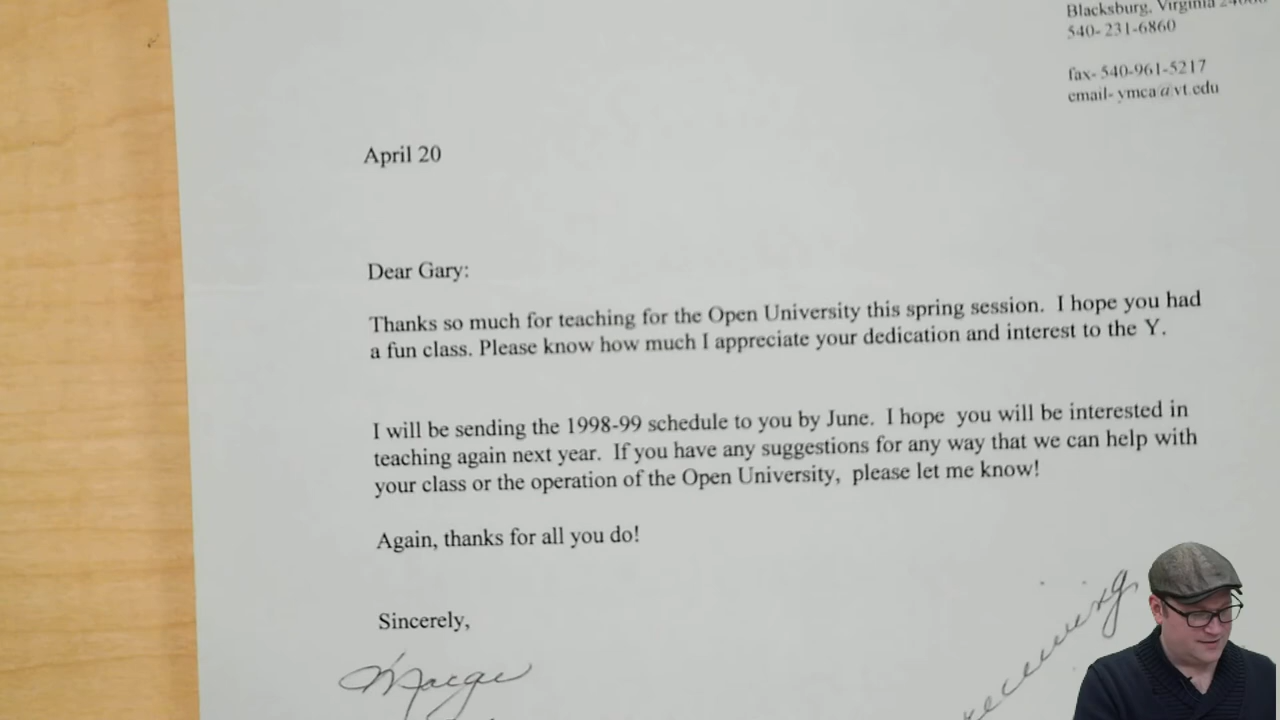 Blacksburg, Virginia
540- 231-6860
fax- 540-961-5217
email- ymca@vt.edu
April 20
Dear Gary:
Thanks so much for teaching for the Open University this spring session. I hope you had
a fun class. Please know how much I appreciate your dedication and interest to the Y.
I will be sending the 1998-99 schedule to you by June. I hope you will be interested in
teaching again next year. If you have any suggestions for any way that we can help with
your class or the operation of the Open University, please let me know!
Again, thanks for all you do!
Sincerely,